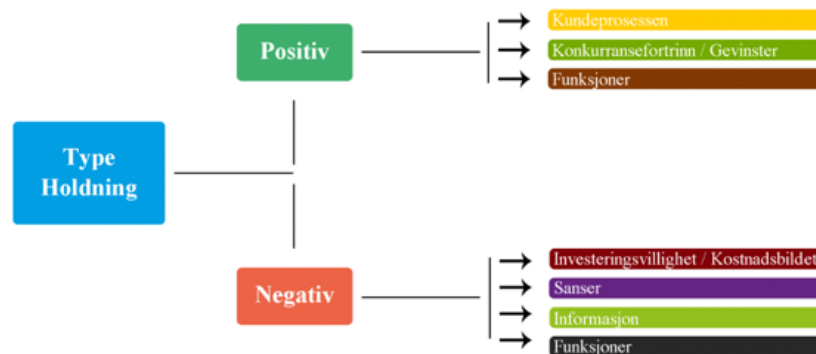 Type
Holdning
Positiv
Kundeprosessen
Konkurransefortrinn / Gevinster
Funksjoner
Negativ
Investeringsvillighet / Kostnadsbildet
Sanser
Informasjon
Funksjoner